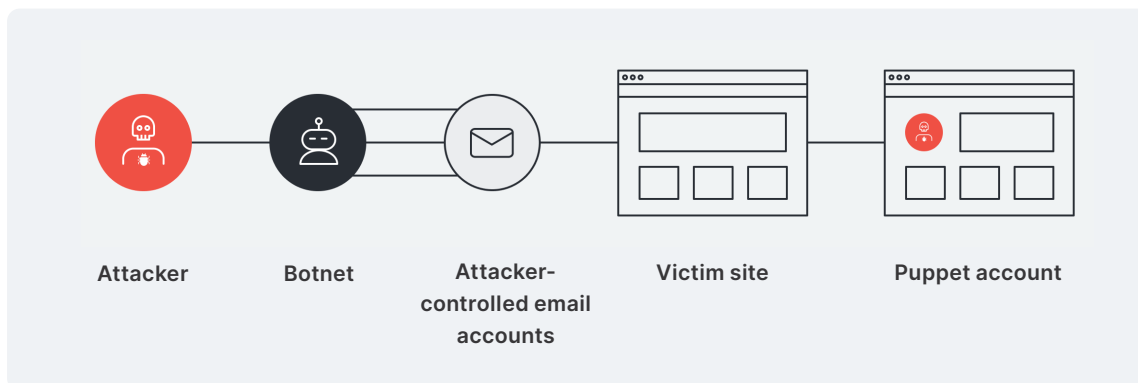 Attacker
Botnet
Attacker-
controlled email
accounts
Victim site
Puppet account